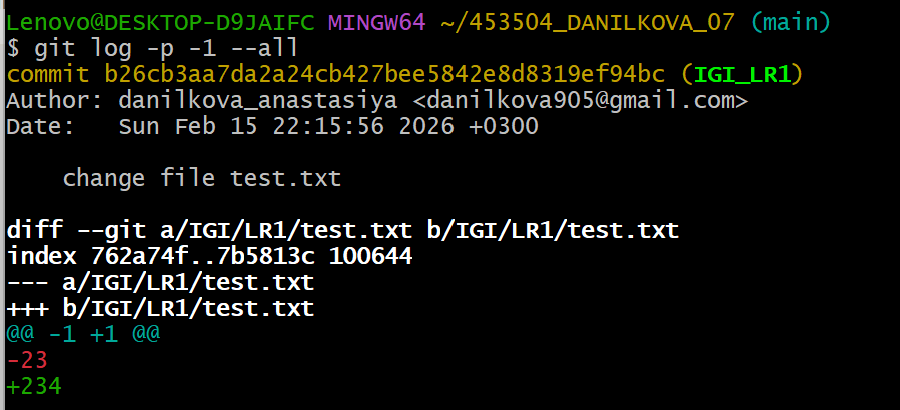 Lenovo@DESKTOP-D9JAIFC MINGW64 ~/453504_DANILKOVA_07 (main)
$ git log -p -1 --all
commit b26cb3aa7da2a24cb427bee5842e8d8319ef94bc (IGI_LR1)
Author: danilkova_anastasiya <danilkova905@gmail.com>
Date:   Sun Feb 15 22:15:56 2026 +0300
    change file test.txt
diff --git a/IGI/LR1/test.txt b/IGI/LR1/test.txt
index 762a74f..7b5813c 100644
--- a/IGI/LR1/test.txt
+++ b/IGI/LR1/test.txt
@@ -1 +1 @@
-23
+234